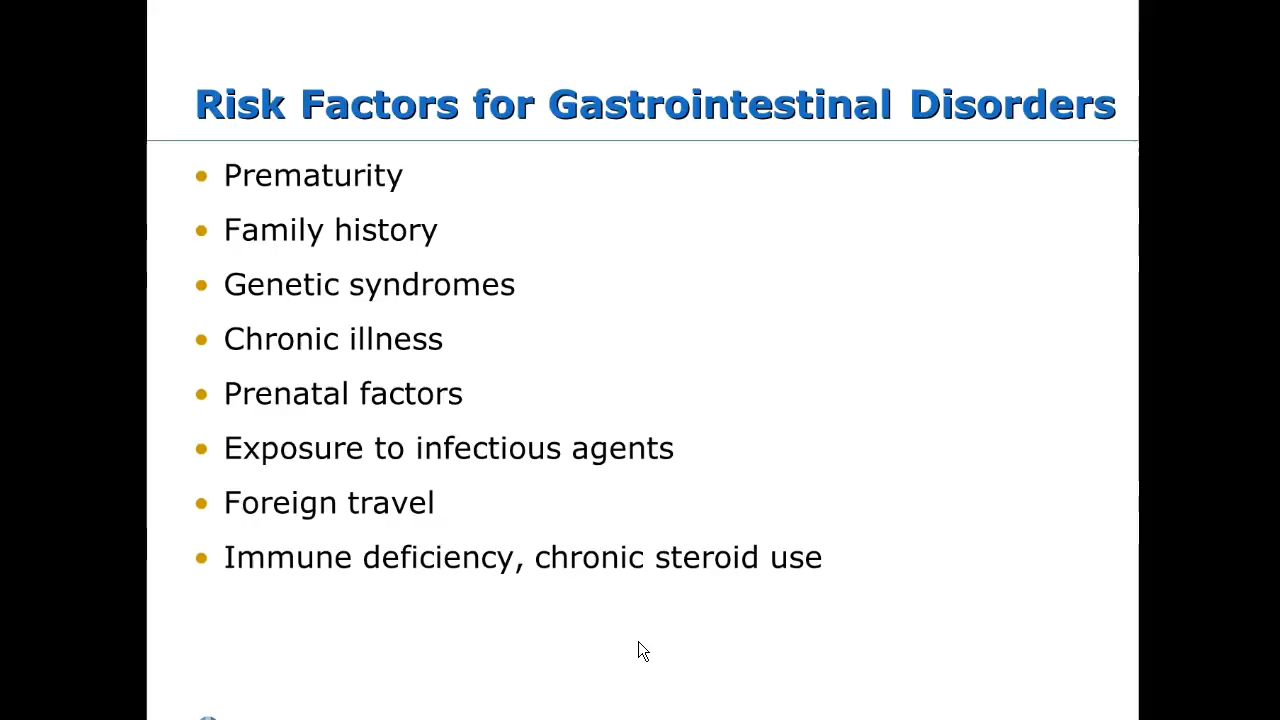 Risk Factors for Gastrointestinal Disorders
Prematurity
Family history
Genetic syndromes
Chronic illness
Prenatal factors
Exposure to infectious agents
Foreign travel
Immune deficiency, chronic steroid use